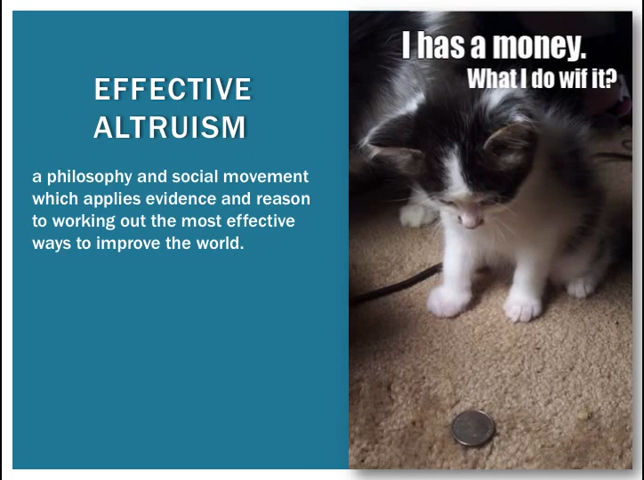 EFFECTIVE
ALTRUISM
a philosophy and social movement
which applies evidence and reason
to working out the most effective
ways to improve the world.
I has a money.
What I do wif it?